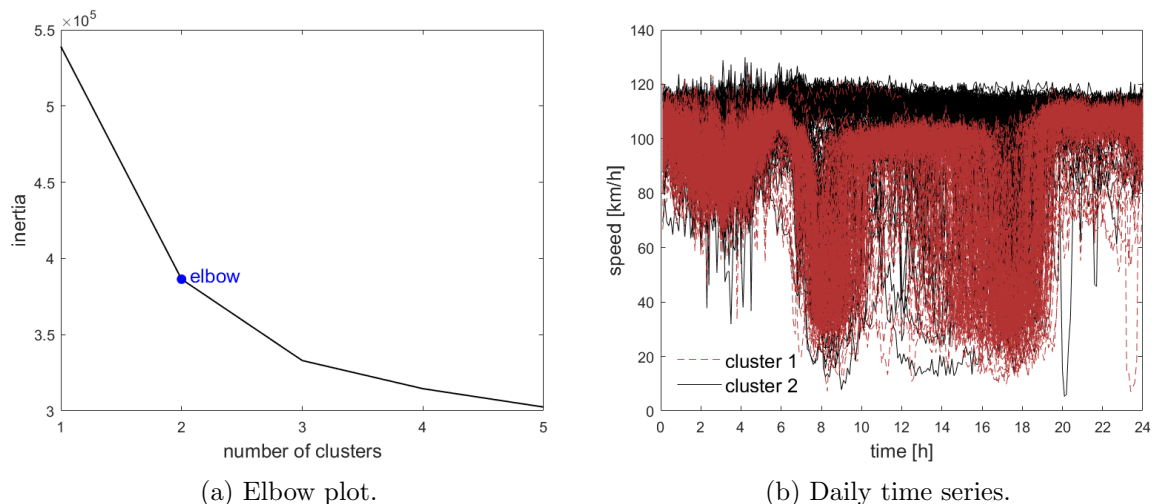 ×10⁵
5.5
5
4.5
4
3.5
3
inertia
elbow
1
2
3
4
5
number of clusters
(a) Elbow plot.
140
120
100
80
60
40
20
0
speed [km/h]
cluster 1
cluster 2
0 2 4 6 8 10 12 14 16 18 20 22 24
time [h]
(b) Daily time series.